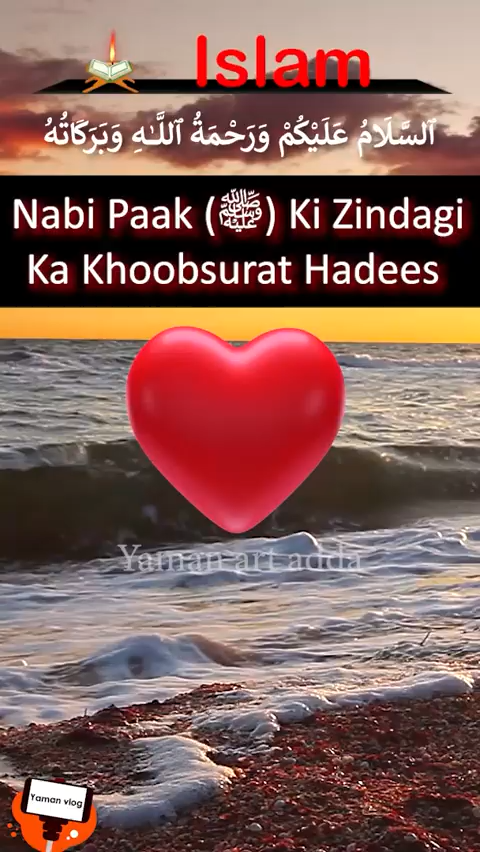 Islam
ٱلسَّلَامُ عَلَيْكُمْ وَرَحْمَةُ ٱللَّـٰهِ وَبَرَكَاتُهُ
Nabi Paak (ﷺ) Ki Zindagi
Ka Khoobsurat Hadees
Yaman art adda
Yaman vlog